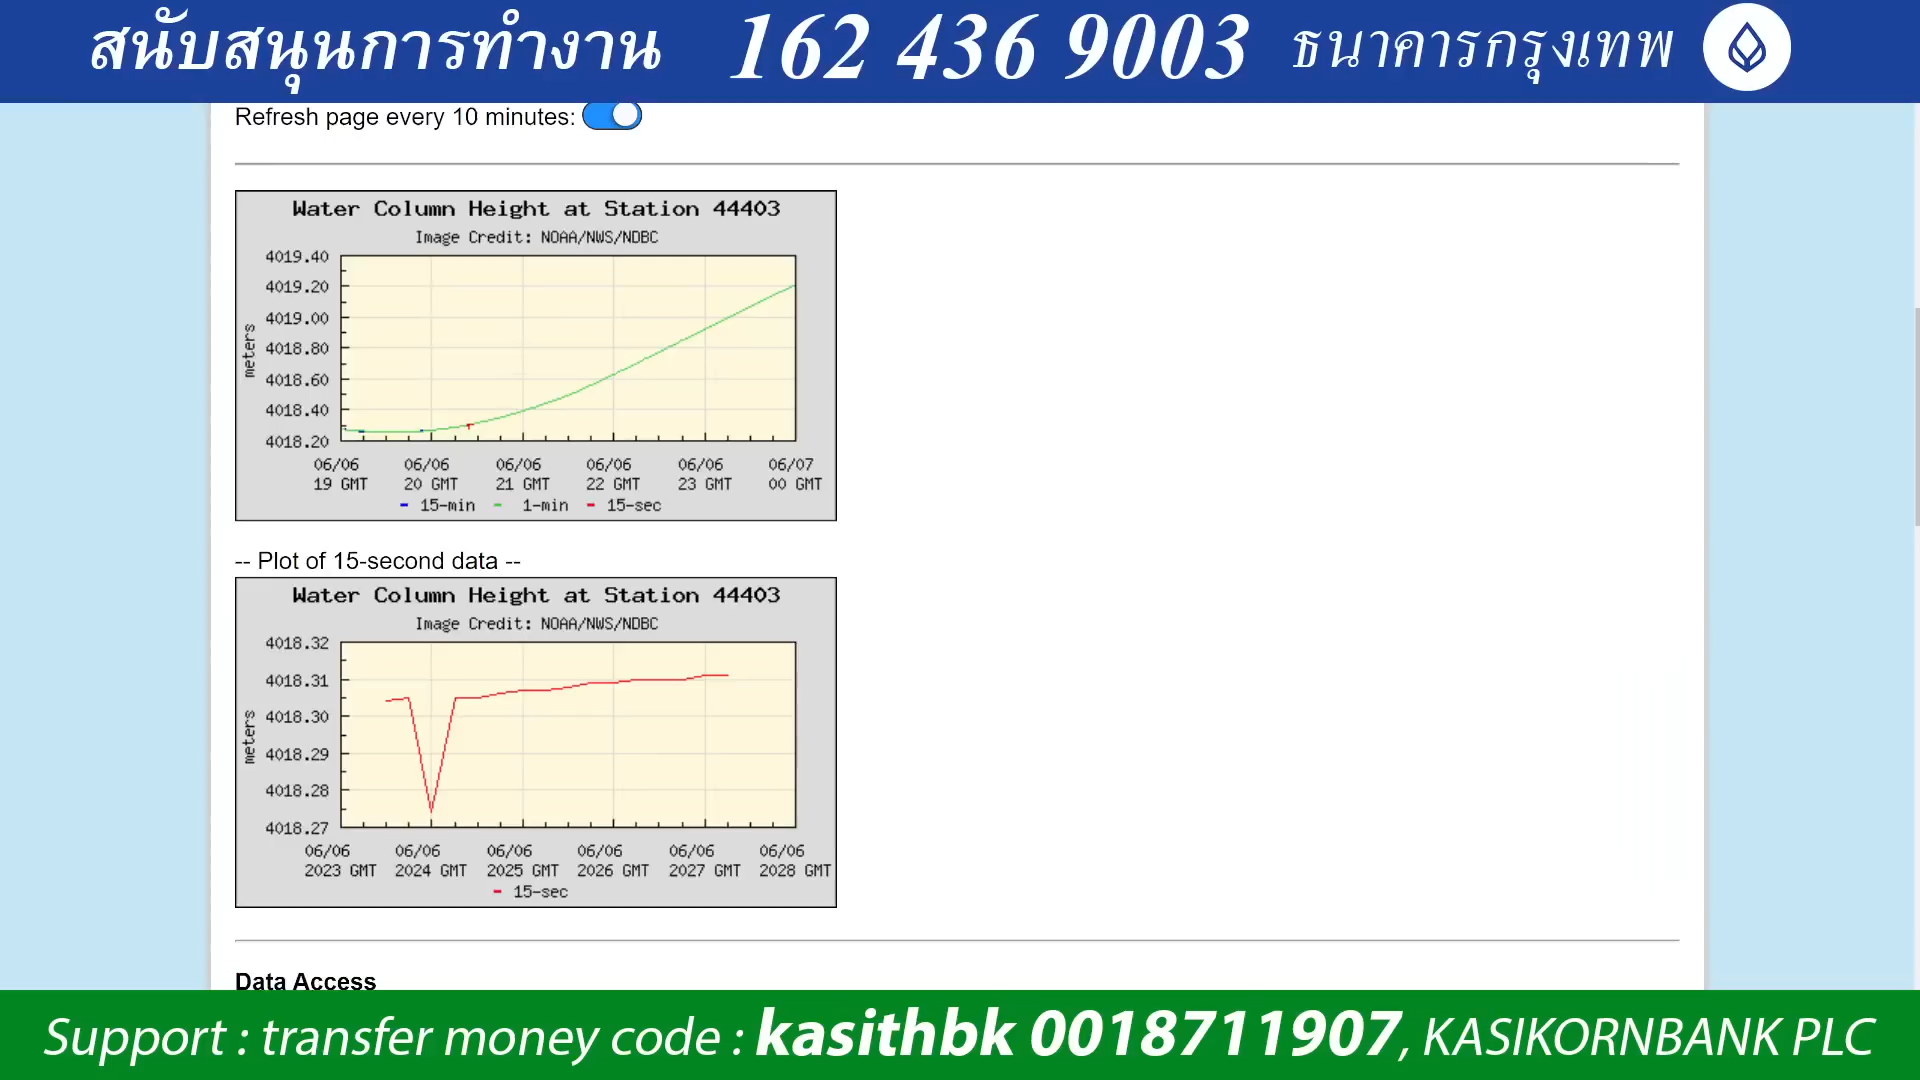 สนับสนุนการทำงาน 162 436 9003 ธนาคารกรุงเทพ
Refresh page every 10 minutes:
Water Column Height at Station 44403
Image Credit: NOAA/NWS/NDBC
4019.40
4019.20
4019.00
4018.80
4018.60
4018.40
4018.20
meters
06/06 06/06 06/06 06/06 06/06 06/07
19 GMT 20 GMT 21 GMT 22 GMT 23 GMT 00 GMT
15-min 1-min 15-sec
-- Plot of 15-second data --
Water Column Height at Station 44403
Image Credit: NOAA/NWS/NDBC
4018.32
4018.31
4018.30
4018.29
4018.28
4018.27
meters
06/06 06/06 06/06 06/06 06/06 06/06
2023 GMT 2024 GMT 2025 GMT 2026 GMT 2027 GMT 2028 GMT
15-sec
Data Access
Support : transfer money code : kasithbk 0018711907, KASIKORNBANK PLC